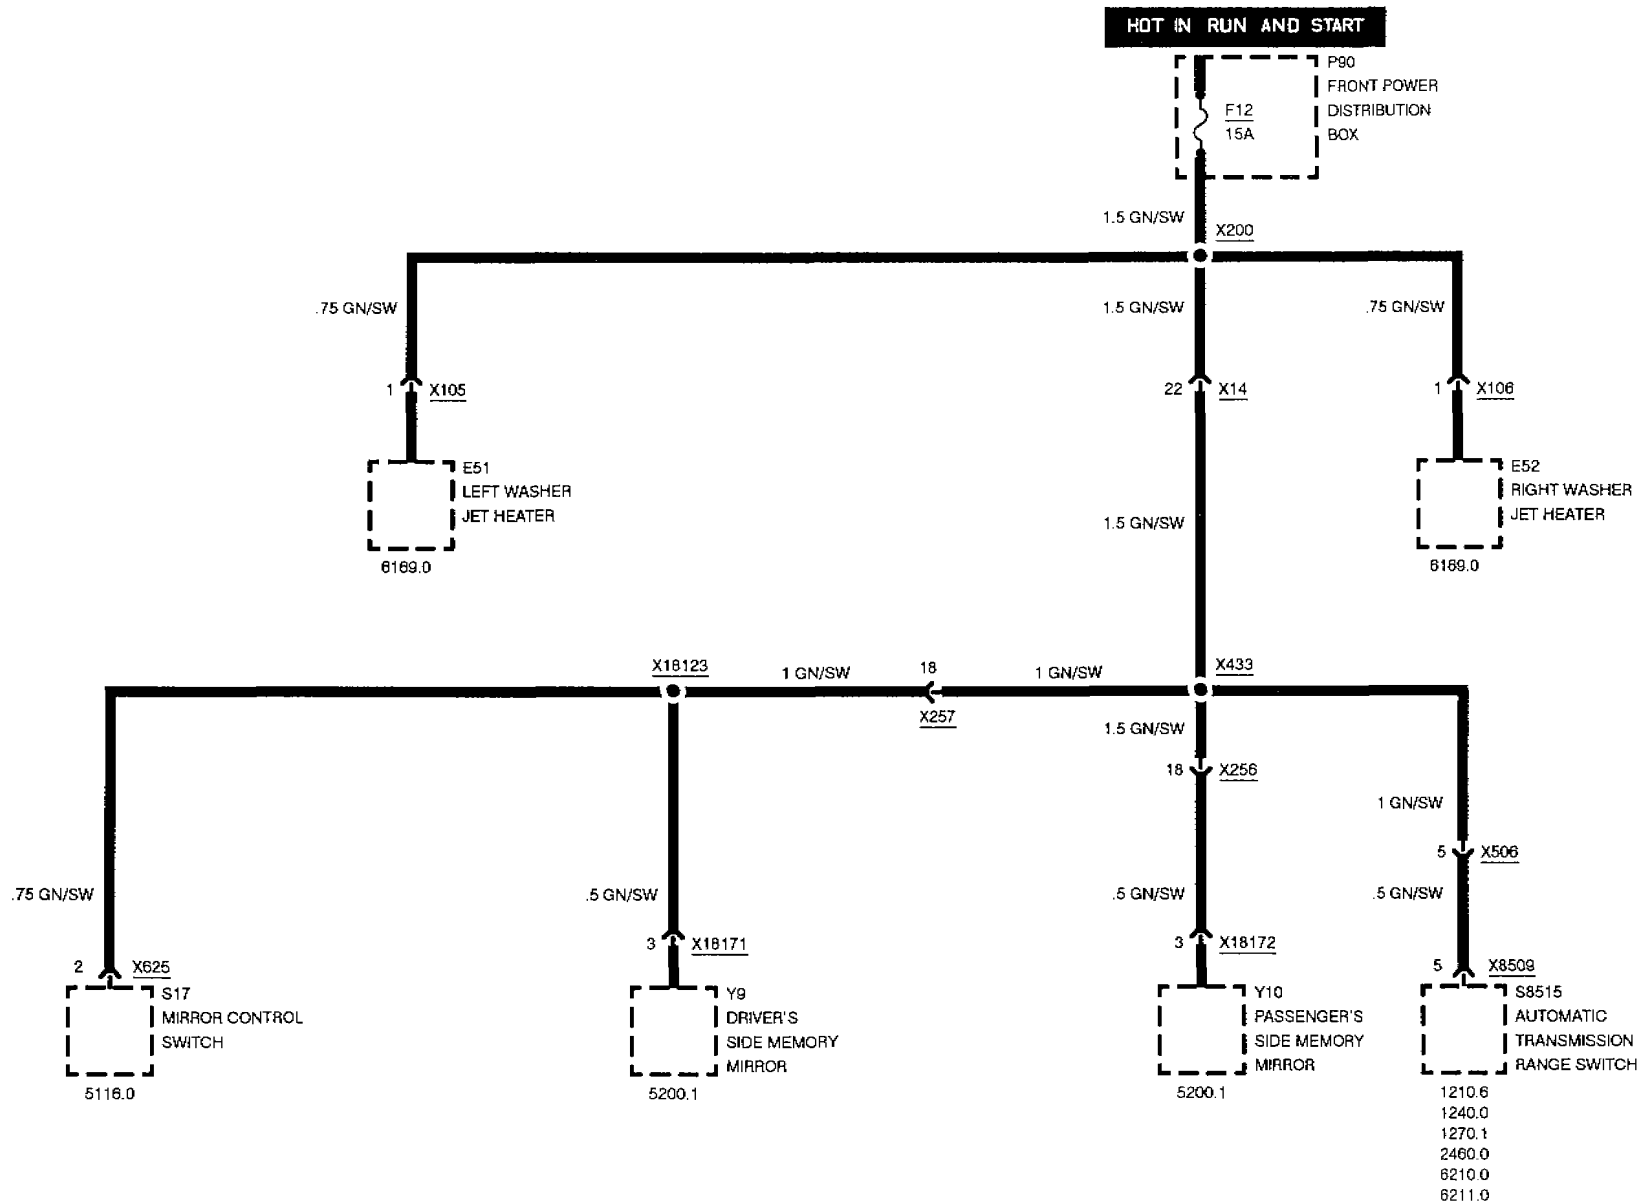 HOT IN RUN AND START
P90
FRONT POWER
DISTRIBUTION
BOX
F12
15A
1.5 GN/SW
X200
.75 GN/SW
1.5 GN/SW
.75 GN/SW
1 X105
22 X14
1 X106
E51
LEFT WASHER
JET HEATER
6169.0
E52
RIGHT WASHER
JET HEATER
6169.0
1.5 GN/SW
X18123
1 GN/SW
18
X257
1 GN/SW
X433
1.5 GN/SW
18 X256
1 GN/SW
5 X506
.75 GN/SW
.5 GN/SW
.5 GN/SW
.5 GN/SW
2 X625
3 X18171
3 X18172
5 X8509
S17
MIRROR CONTROL
SWITCH
5116.0
Y9
DRIVER'S
SIDE MEMORY
MIRROR
5200.1
Y10
PASSENGER'S
SIDE MEMORY
MIRROR
5200.1
S8515
AUTOMATIC
TRANSMISSION
RANGE SWITCH
1210.6
1240.0
1270.1
2460.0
6210.0
6211.0